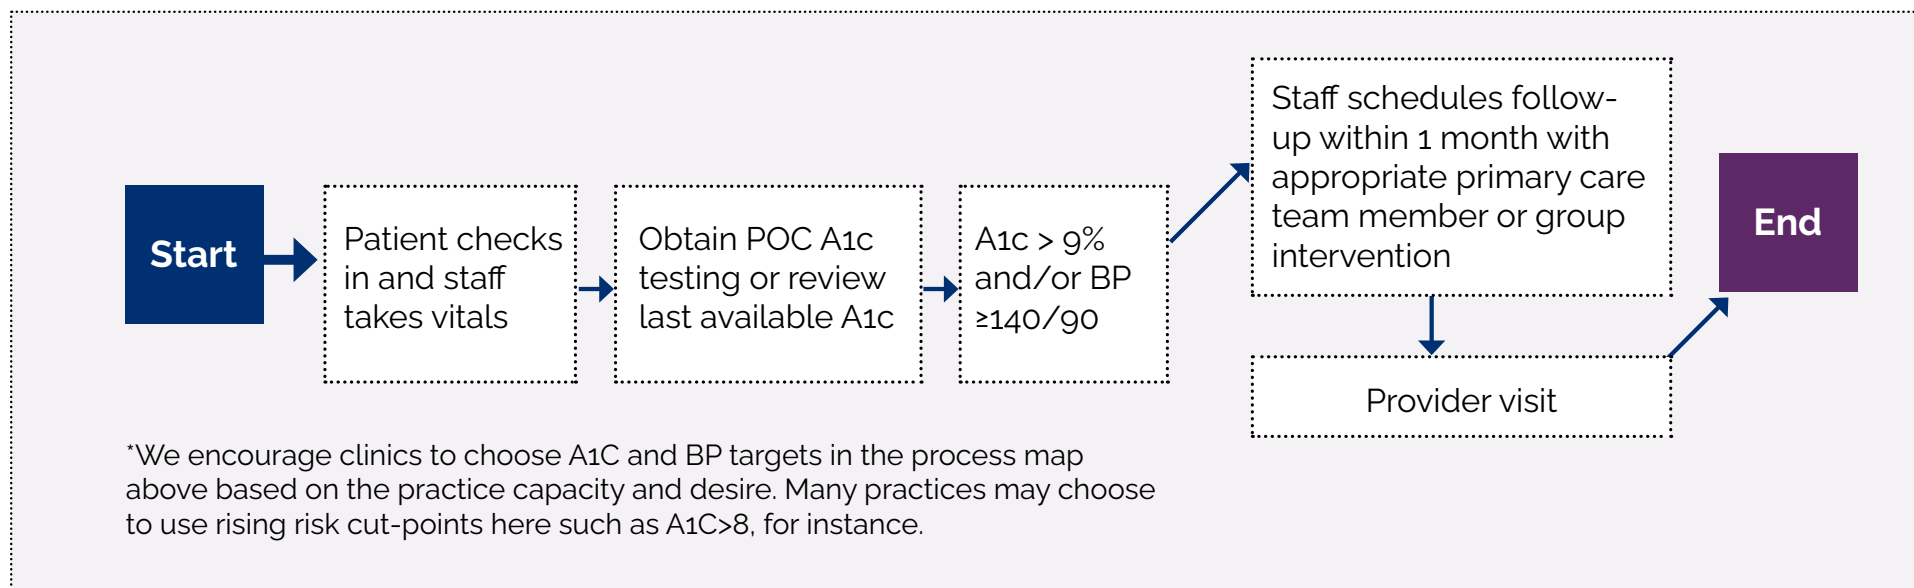 Start
Patient checks
in and staff
takes vitals
Obtain POC A1c
testing or review
last available A1c
A1c > 9%
and/or BP
≥140/90
Staff schedules follow-
up within 1 month with
appropriate primary care
team member or group
intervention
Provider visit
End
*We encourage clinics to choose A1C and BP targets in the process map
above based on the practice capacity and desire. Many practices may choose
to use rising risk cut-points here such as A1C>8, for instance.